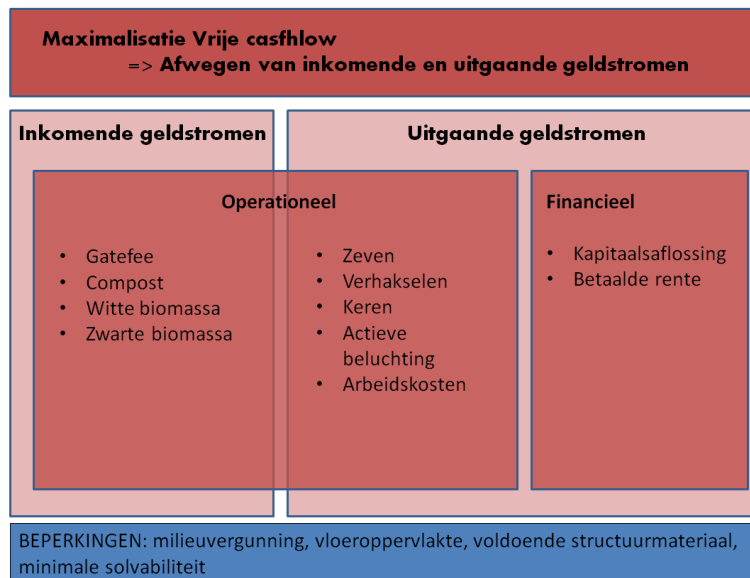 Maximalisatie Vrije casfhlow
=> Afwegen van inkomende en uitgaande geldstromen
Inkomende geldstromen
Uitgaande geldstromen
Operationeel
• Gatefee
• Compost
• Witte biomassa
• Zwarte biomassa
• Zeven
• Verhakselen
• Keren
• Actieve
beluchting
• Arbeidskosten
Financieel
• Kapitaalsaflossing
• Betaalde rente
BEPERKINGEN: milieuvergunning, vloeroppervlakte, voldoende structuurmateriaal,
minimale solvabiliteit